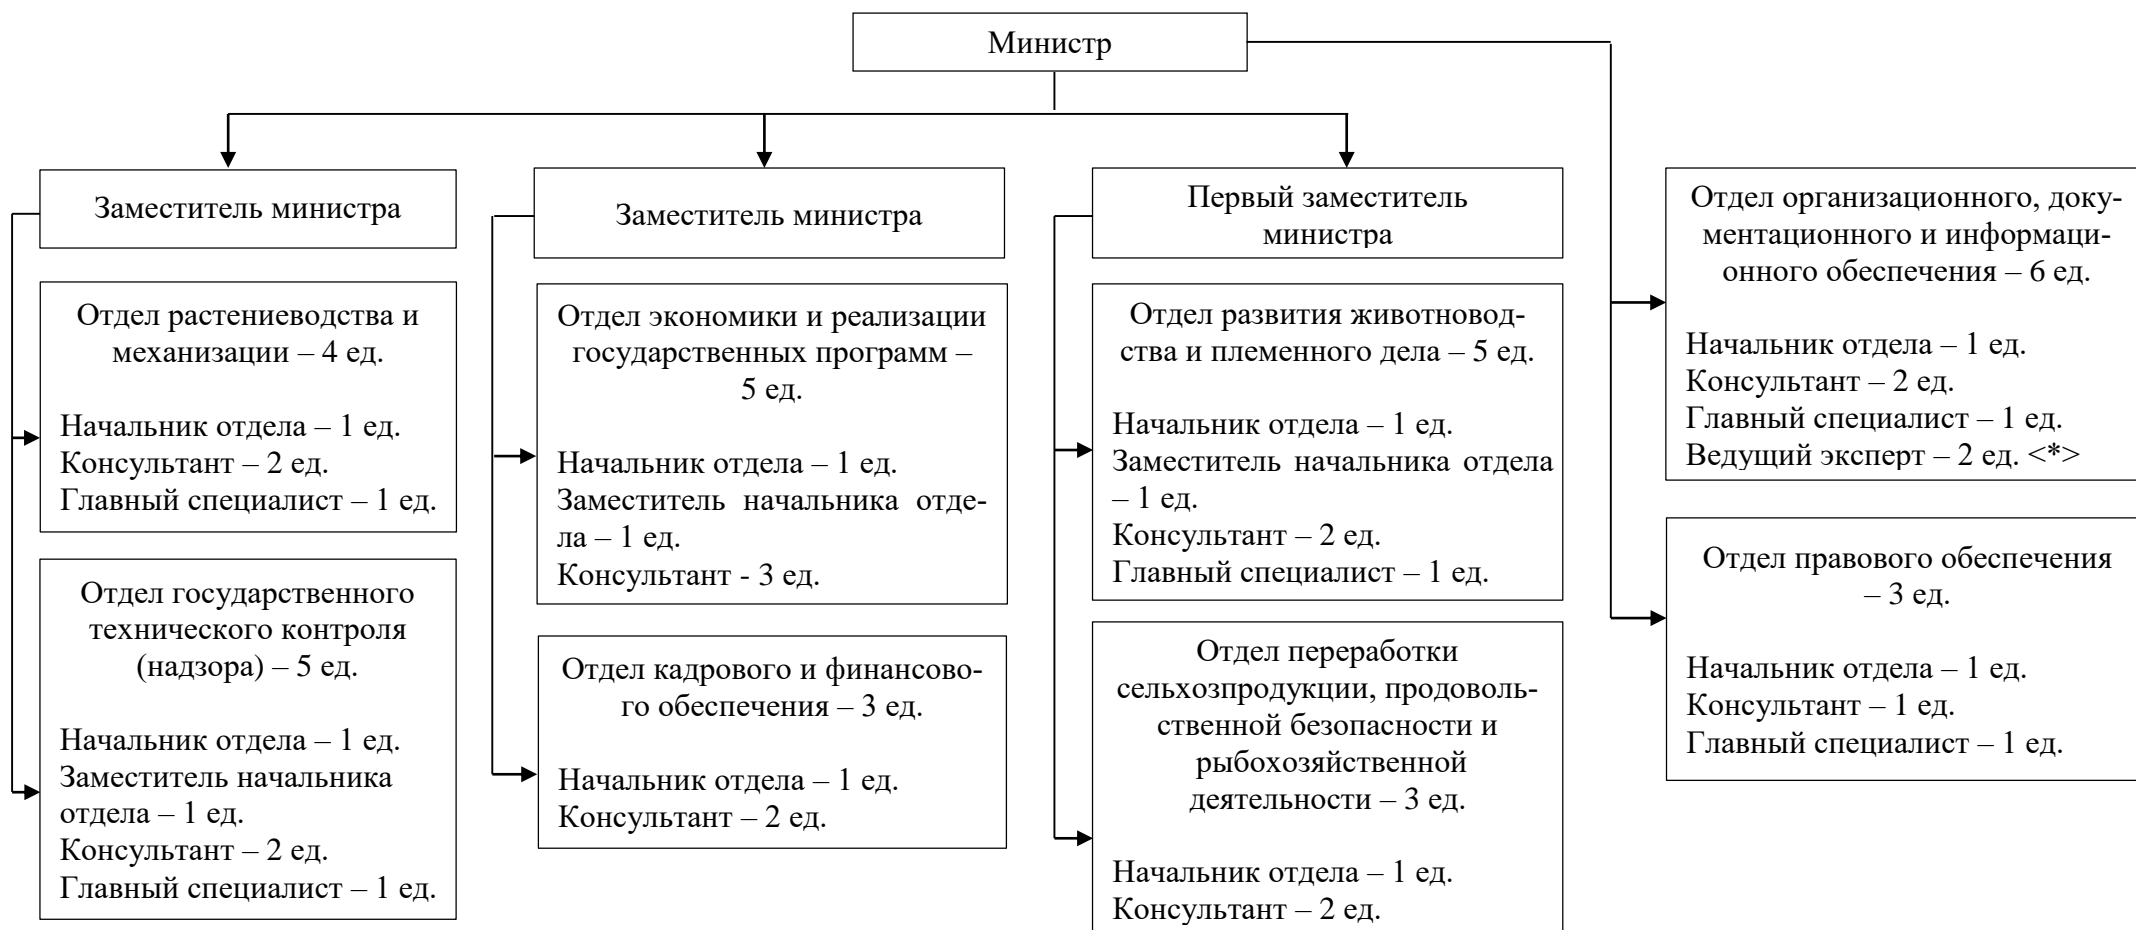 Министр
Заместитель министра
Отдел растениеводства и
механизации – 4 ед.
Начальник отдела – 1 ед.
Консультант – 2 ед.
Главный специалист – 1 ед.
Отдел государственного
технического контроля
(надзора) – 5 ед.
Начальник отдела – 1 ед.
Заместитель начальника
отдела – 1 ед.
Консультант – 2 ед.
Главный специалист – 1 ед.
Заместитель министра
Отдел экономики и реализации
государственных программ –
5 ед.
Начальник отдела – 1 ед.
Заместитель начальника отде-
ла – 1 ед.
Консультант - 3 ед.
Отдел кадрового и финансово-
го обеспечения – 3 ед.
Начальник отдела – 1 ед.
Консультант – 2 ед.
Первый заместитель
министра
Отдел развития животновод-
ства и племенного дела – 5 ед.
Начальник отдела – 1 ед.
Заместитель начальника отдела
– 1 ед.
Консультант – 2 ед.
Главный специалист – 1 ед.
Отдел переработки
сельхозпродукции, продоволь-
ственной безопасности и
рыбохозяйственной
деятельности – 3 ед.
Начальник отдела – 1 ед.
Консультант – 2 ед.
Отдел организационного, доку-
ментационного и информаци-
онного обеспечения – 6 ед.
Начальник отдела – 1 ед.
Консультант – 2 ед.
Главный специалист – 1 ед.
Ведущий эксперт – 2 ед. <*>
Отдел правового обеспечения
– 3 ед.
Начальник отдела – 1 ед.
Консультант – 1 ед.
Главный специалист – 1 ед.